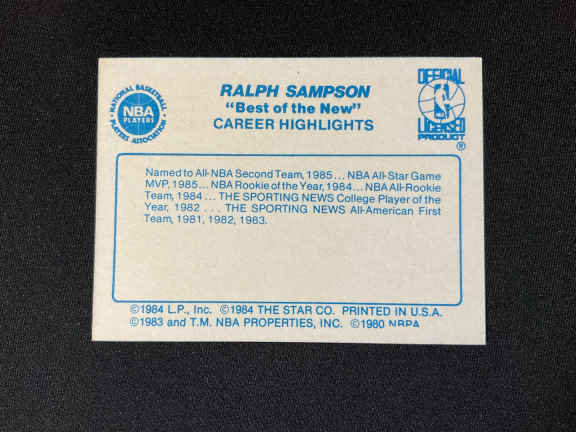 NATIONAL BASKETBALL
NBA
PLAYERS
PLAYERS ASSOCIATION
RALPH SAMPSON
"Best of the New"
CAREER HIGHLIGHTS
OFFICIAL
NBA
LICENSED
PRODUCT
®
Named to All-NBA Second Team, 1985 ... NBA All-Star Game
MVP, 1985 ... NBA Rookie of the Year, 1984 ... NBA All-Rookie
Team, 1984 ... THE SPORTING NEWS College Player of the
Year, 1982 . . . THE SPORTING NEWS All-American First
Team, 1981, 1982, 1983.
©1984 L.P., Inc. ©1984 THE STAR CO. PRINTED IN U.S.A.
©1983 and T.M. NBA PROPERTIES, INC. ©1980 NBPA